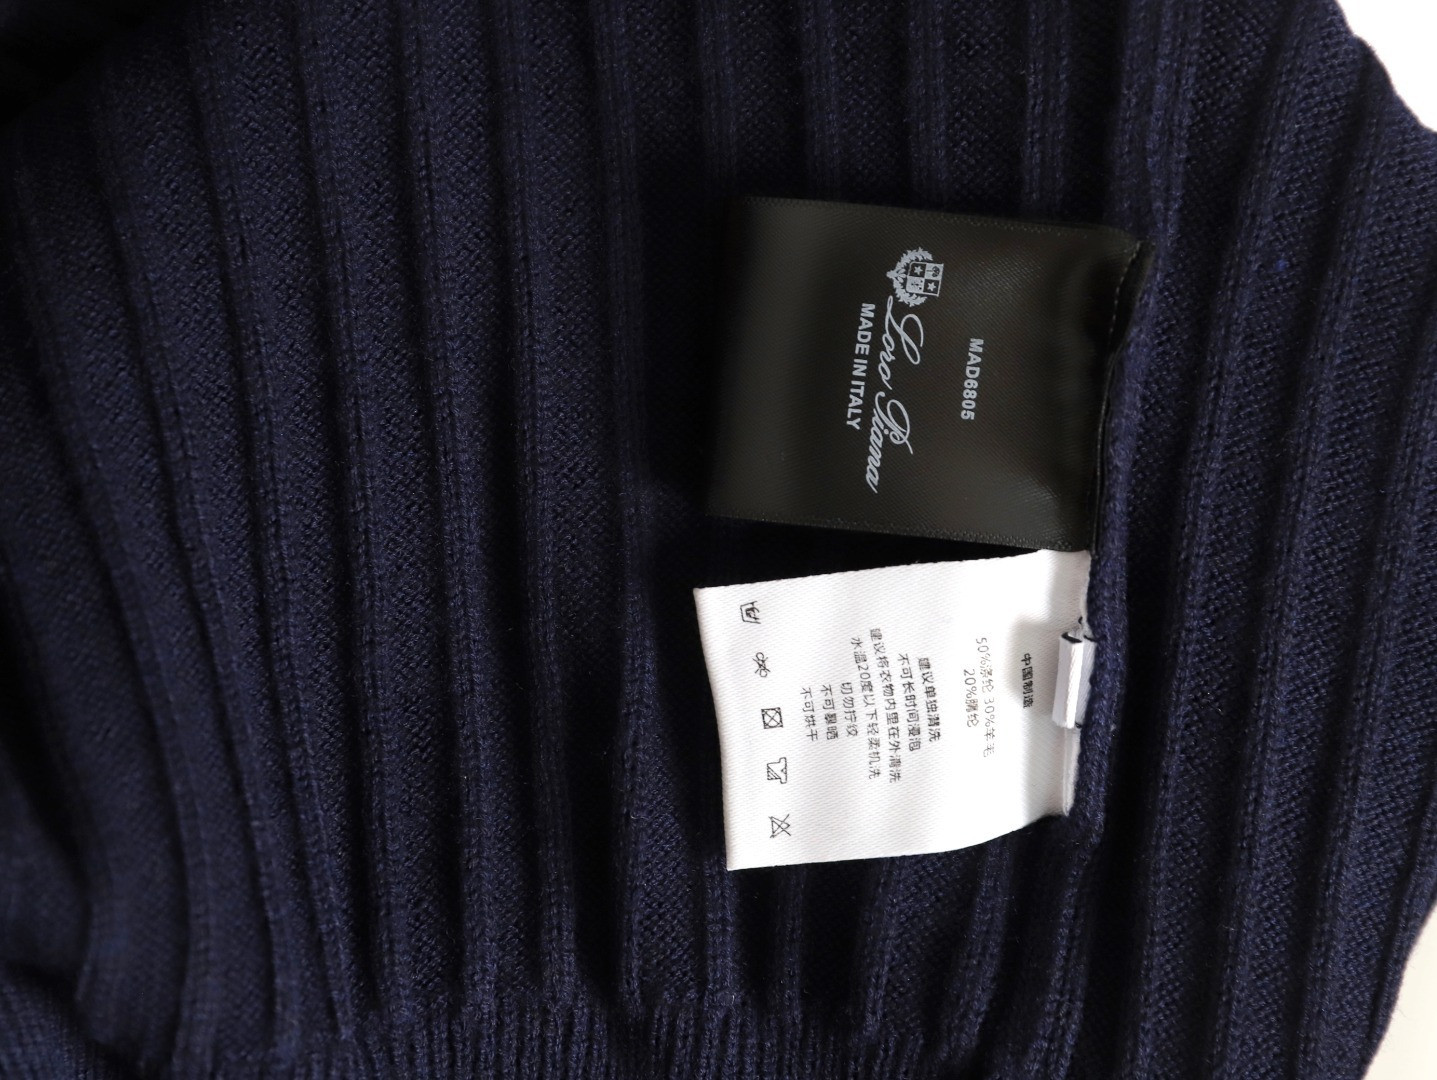 MAD6805
Loro Piana
MADE IN ITALY
中国制造
50%涤纶 30%羊毛
20%腈纶
建议单独清洗
不可长时间浸泡
建议将衣物内里在外清洗
水温20度以下轻柔机洗
切勿拧绞
不可暴晒
不可烘干